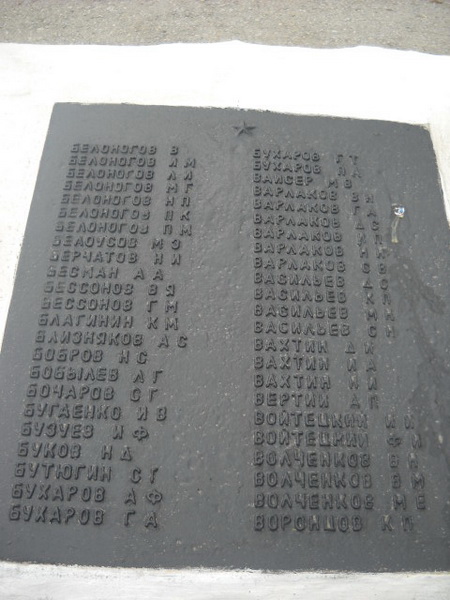 БЕЛОНОГОВ В
БЕЛОНОГОВ И М
БЕЛОНОГОВ Л И
БЕЛОНОГОВ М Г
БЕЛОНОГОВ Н П
БЕЛОНОГОВ П К
БЕЛОНОГОВ П М
БЕЛОУСОВ М Э
БЕРЧАТОВ Н И
БЕСМАН А А
БЕССОНОВ В Я
БЕССОНОВ Г М
БЛАГИНИН К М
БЛИЗНЯКОВ А С
БОБРОВ Н С
БОБЫЛЕВ Л Г
БОЧАРОВ С Г
БУГАЕНКО И В
БУЗУЕВ И Ф
БУКОВ Н Д
БУТЮГИН С Г
БУХАРОВ А Ф
БУХАРОВ Г А
БУХАРОВ Г Т
БУХАРОВ П А
ВАЙСЕР М В
ВАРЛАКОВ В И
ВАРЛАКОВ Г А
ВАРЛАКОВ Д С
ВАРЛАКОВ
ВАРЛАКОВ Н К
ВАРЛАКОВ С В
ВАСИЛЬЕВ Д С
ВАСИЛЬЕВ К П
ВАСИЛЬЕВ М Н
ВАСИЛЬЕВ С Н
ВАХТИН Д И
ВАХТИН И А
ВАХТИН Н И
ВЕРТИЙ Д П
ВОЙТЕЦКИЙ И И
ВОЙТЕЦКИЙ Ф И
ВОЛЧЕНКОВ В Н
ВОЛЧЕНКОВ В М
ВОЛЧЕНКОВ М Е
ВОРОНЦОВ К П